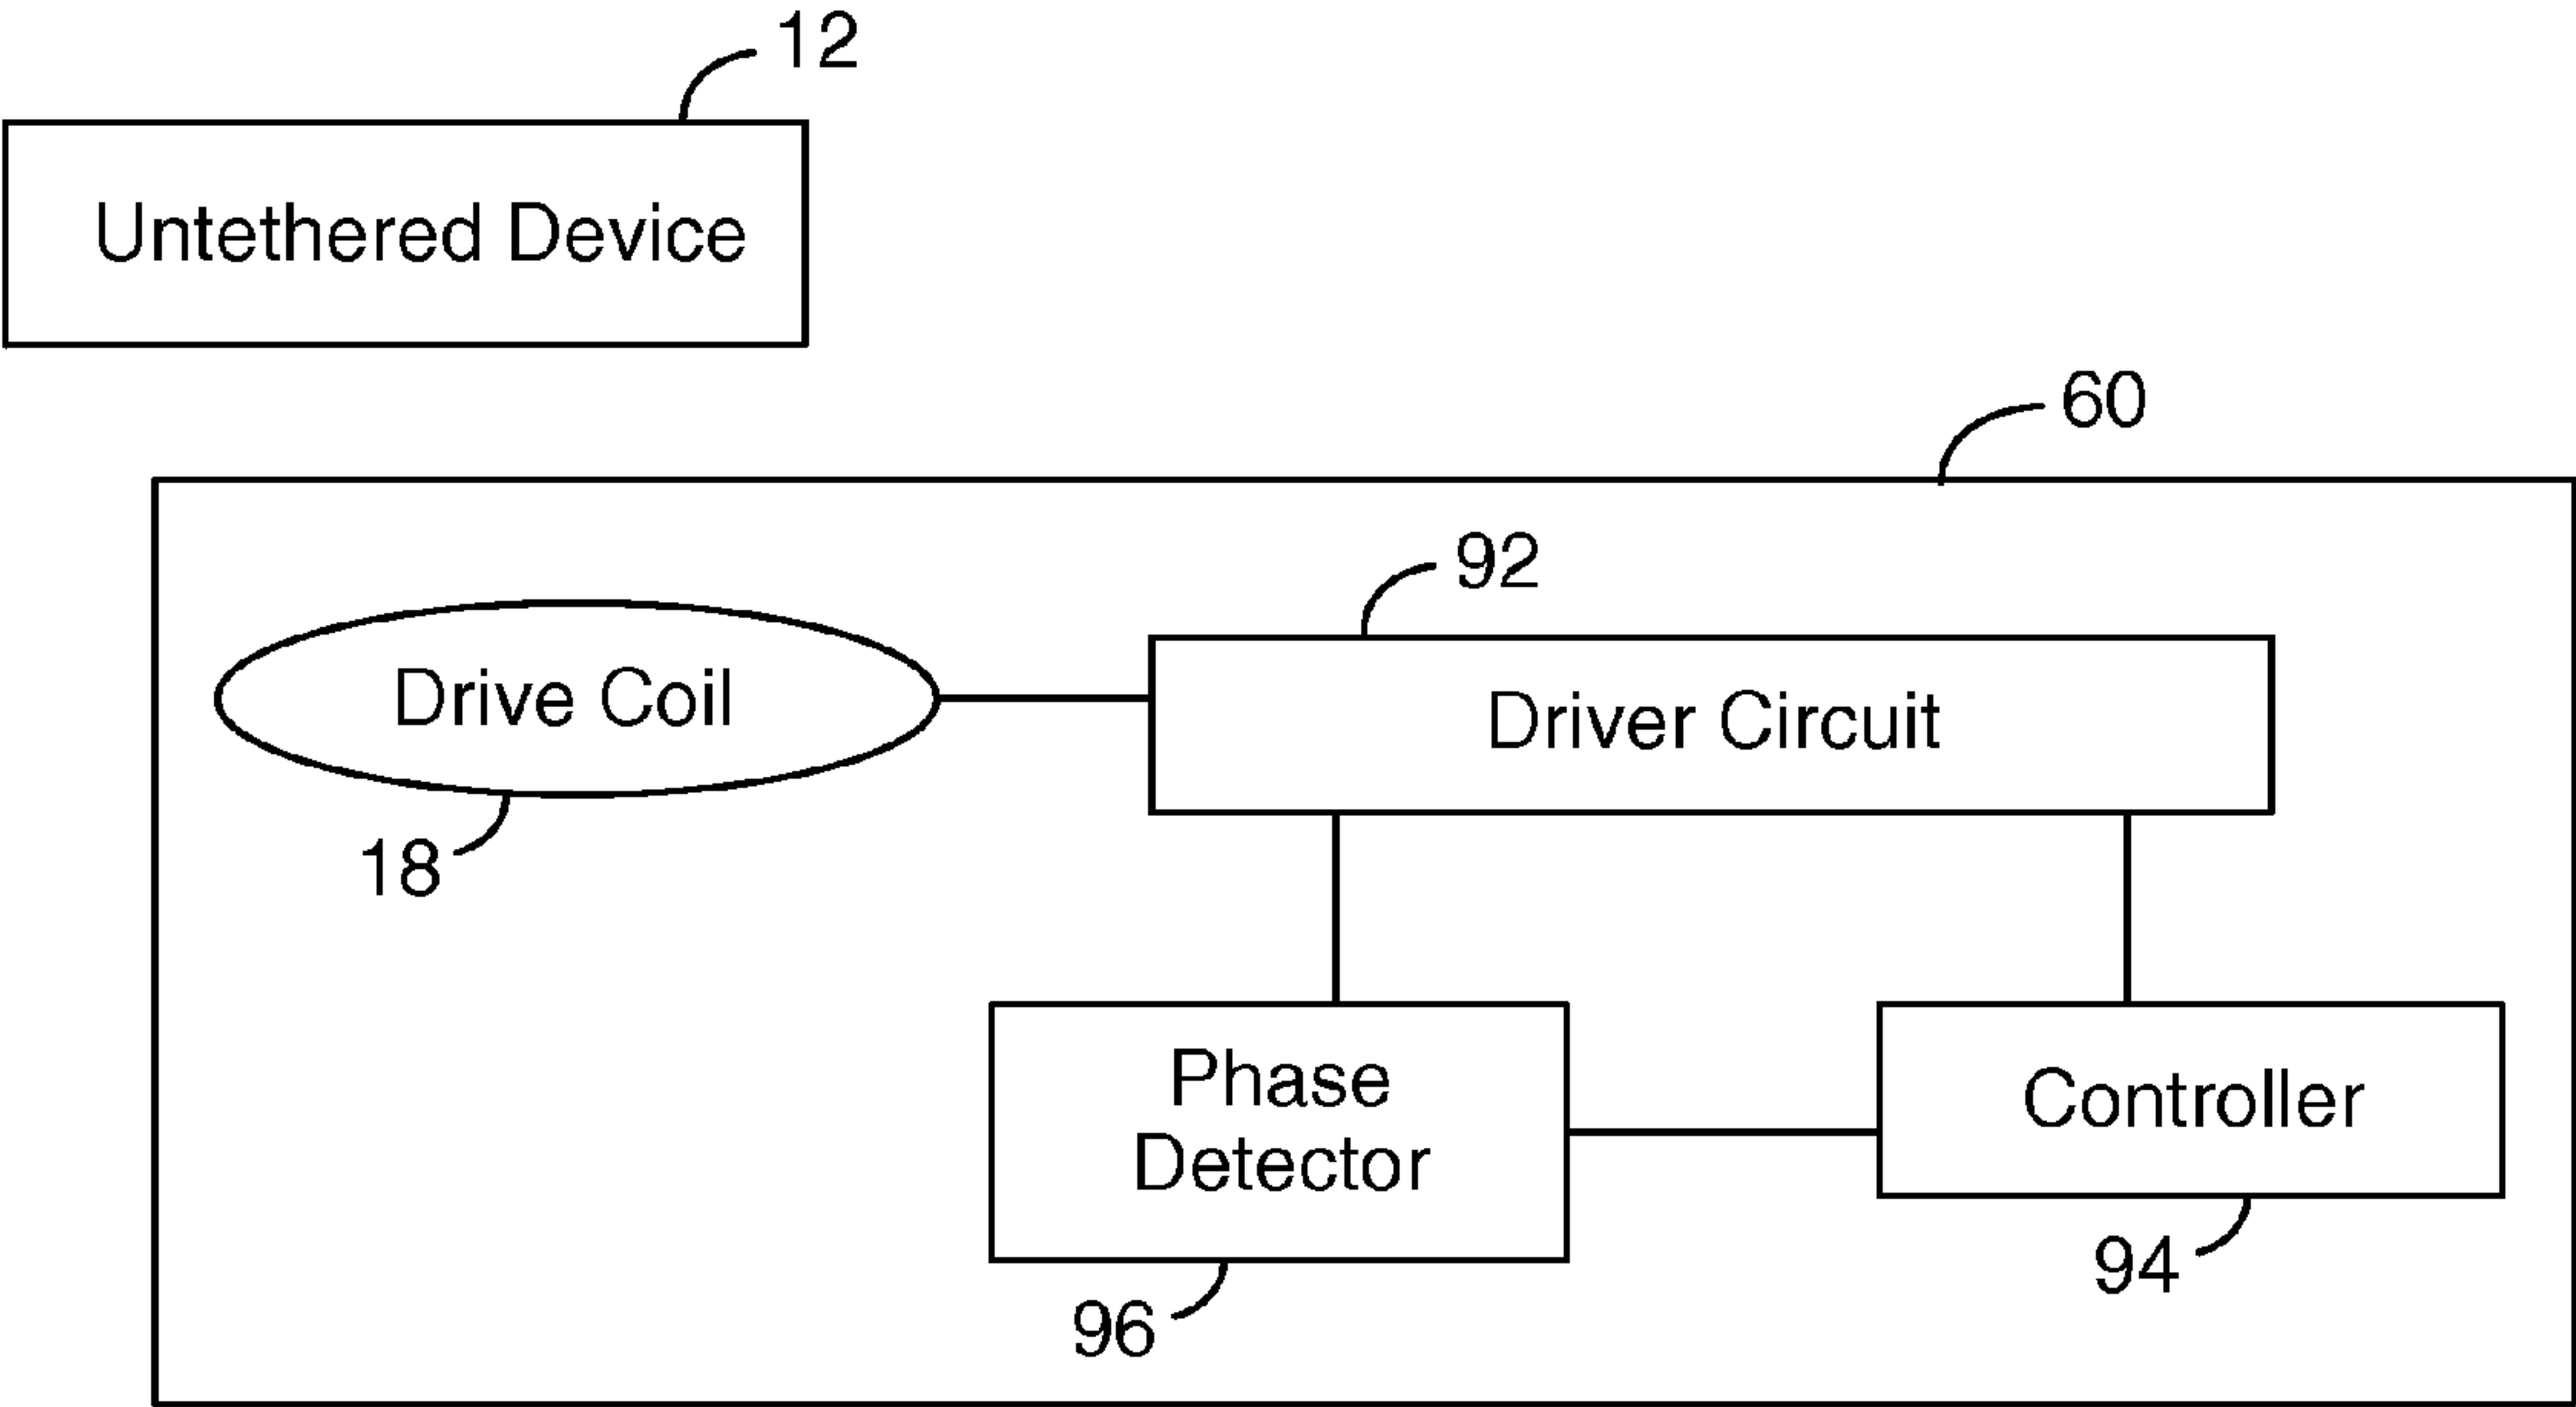 12
Untethered Device
60
92
Drive Coil
Driver Circuit
18
Phase
Detector
Controller
94
96